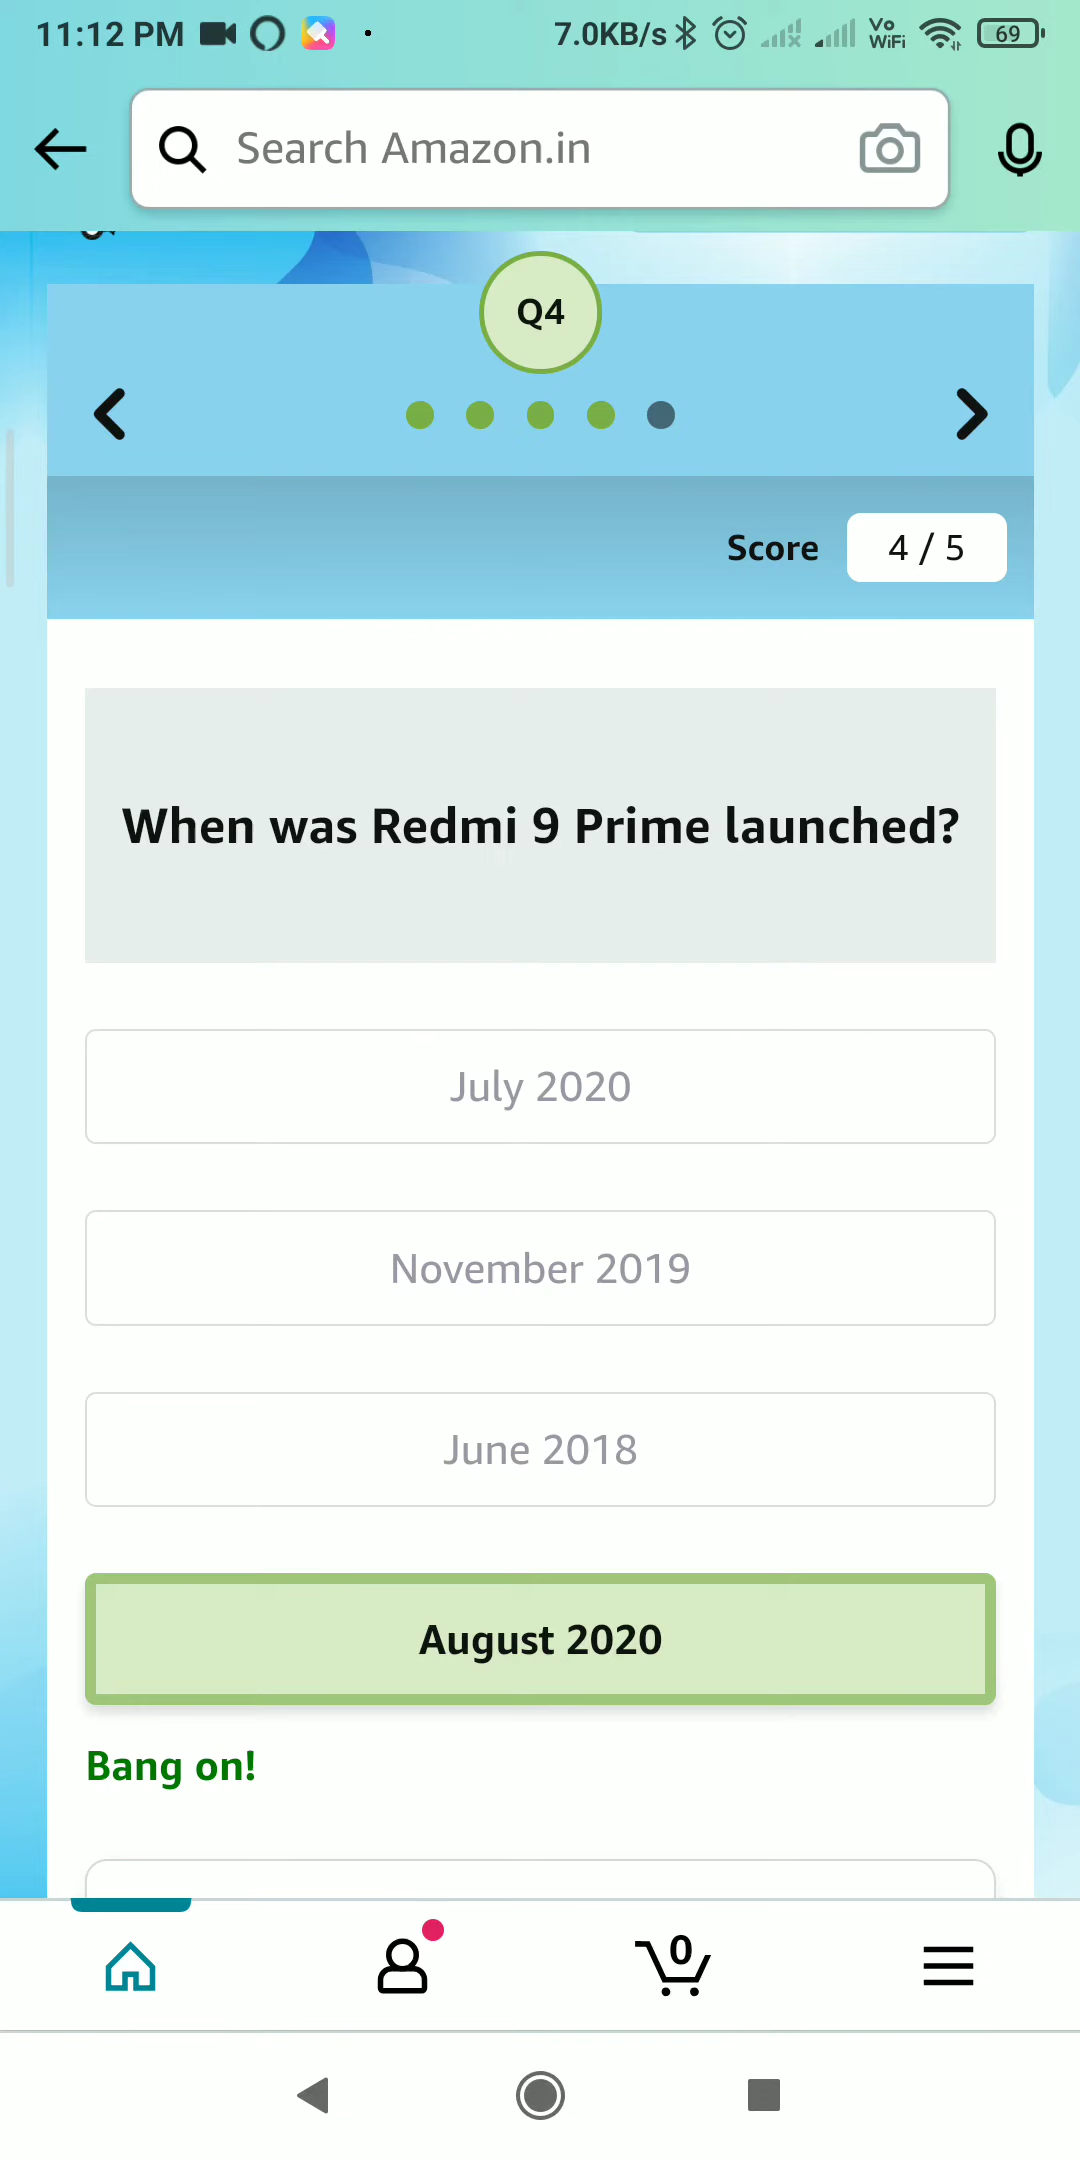 11:12 PM 7.0KB/s Vo WiFi 69
Search Amazon.in
Q4
Score 4 / 5
When was Redmi 9 Prime launched?
July 2020
November 2019
June 2018
August 2020
Bang on!
0